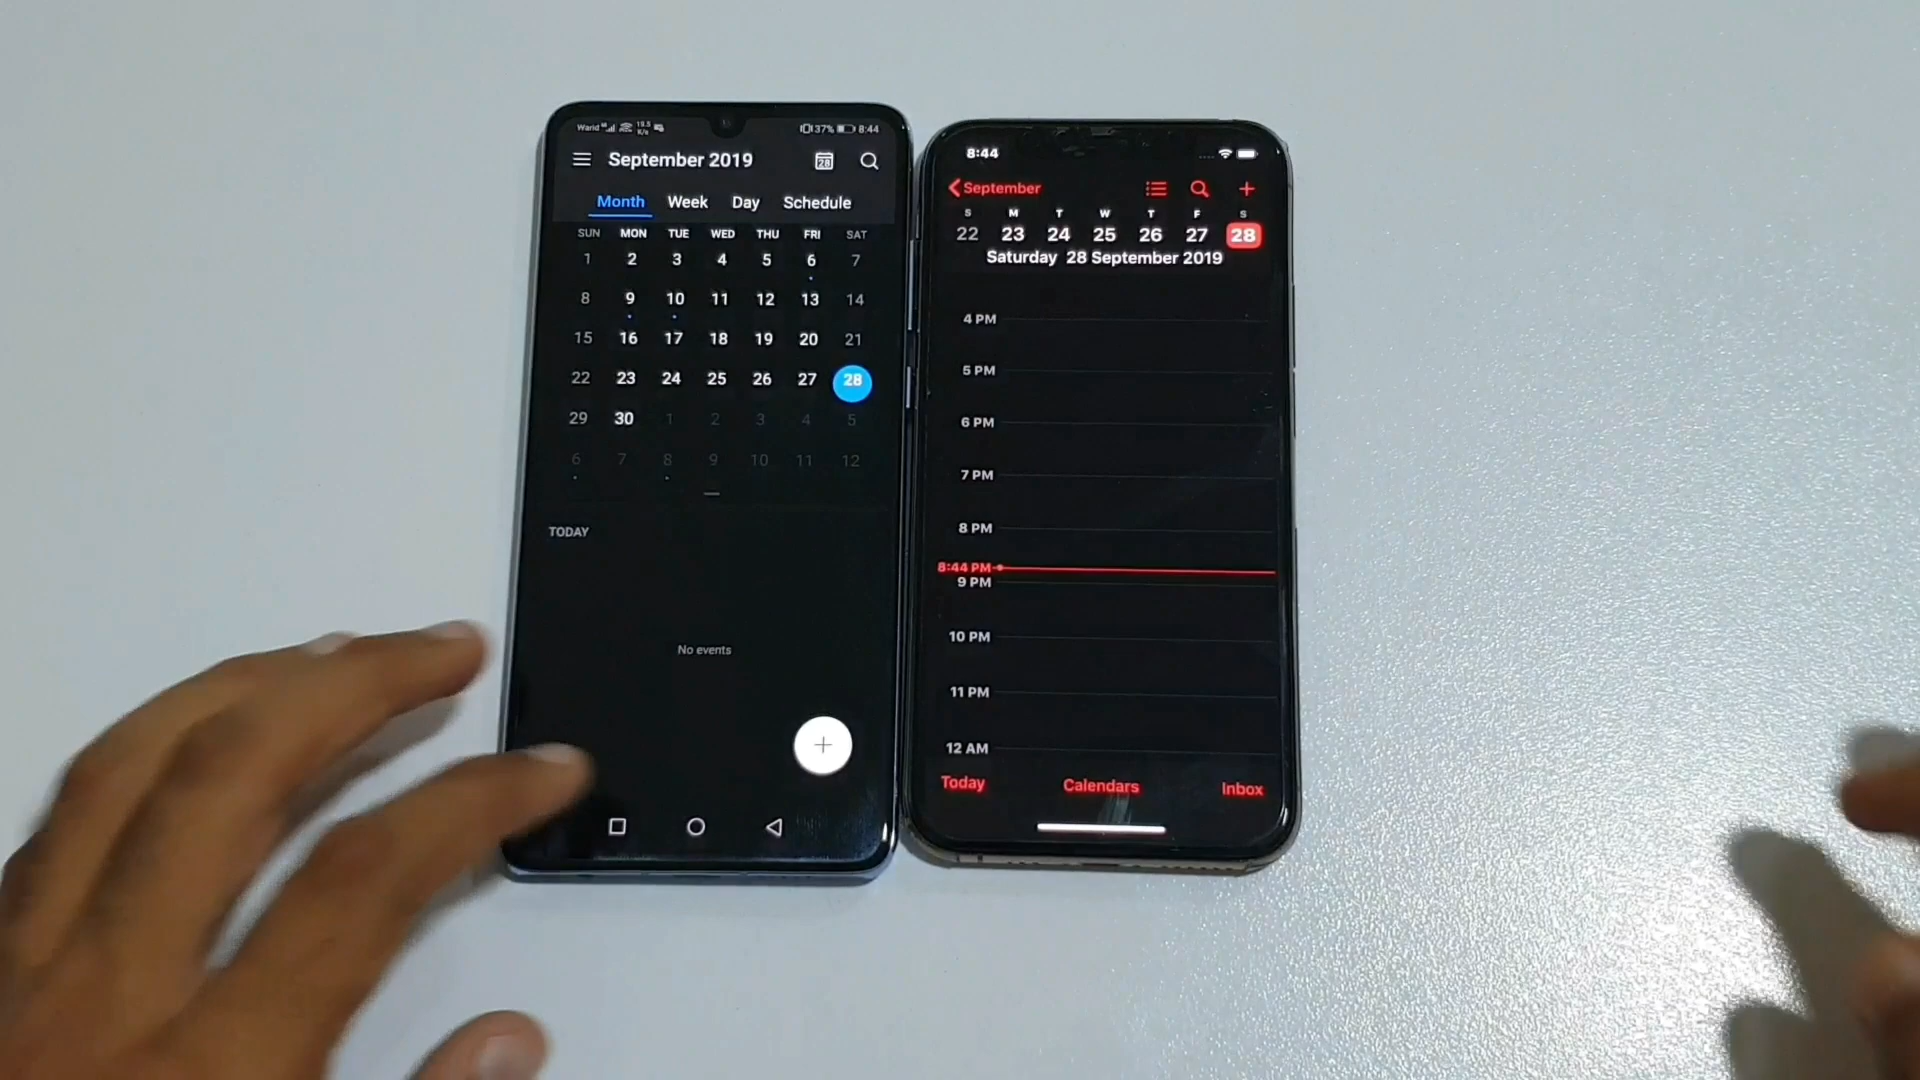 Warid 19.5 K/s 37% 8:44
September 2019 28
Month Week Day Schedule
SUN MON TUE WED THU FRI SAT
1 2 3 4 5 6 7
8 9 10 11 12 13 14
15 16 17 18 19 20 21
22 23 24 25 26 27 28
29 30 1 2 3 4 5
6 7 8 9 10 11 12
TODAY
No events
8:44
September
S M T W T F S
22 23 24 25 26 27 28
Saturday 28 September 2019
4 PM
5 PM
6 PM
7 PM
8 PM
8:44 PM
9 PM
10 PM
11 PM
12 AM
Today Calendars Inbox